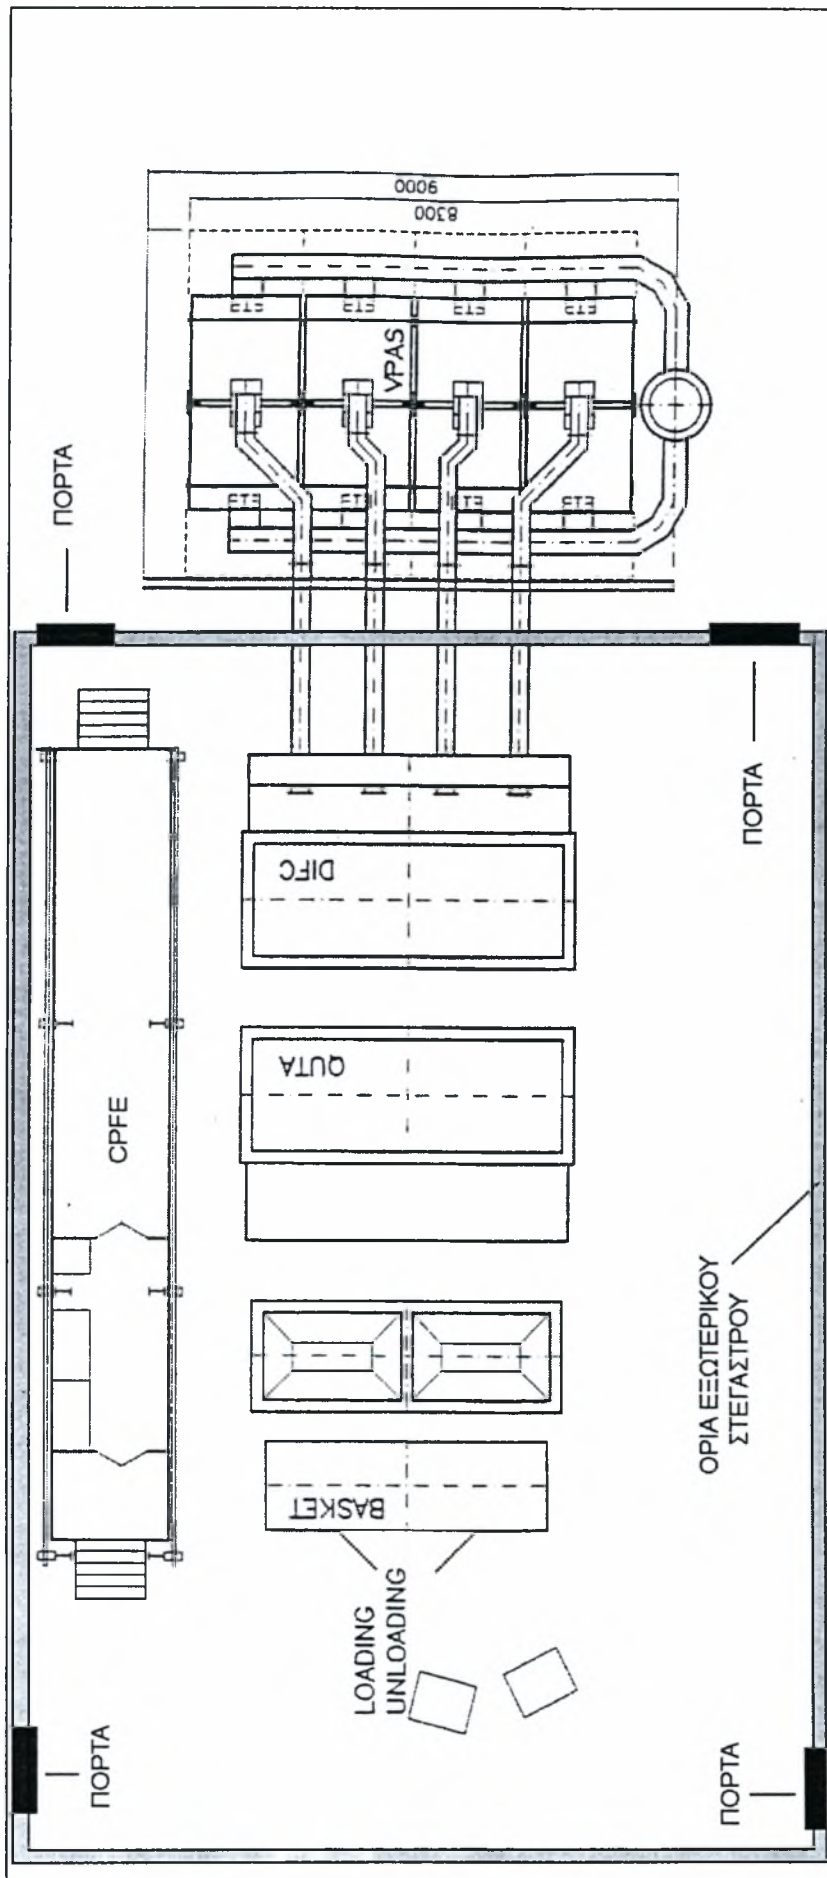 ΠΟΡΤΑ
9000
8300
VPAS
ΠΟΡΤΑ
DIFC
QUTA
CPFE
BASKET
LOADING
UNLOADING
ΟΡΙΑ ΕΞΩΤΕΡΙΚΟΥ
ΣΤΕΓΑΣΤΡΟΥ
ΠΟΡΤΑ
ΠΟΡΤΑ